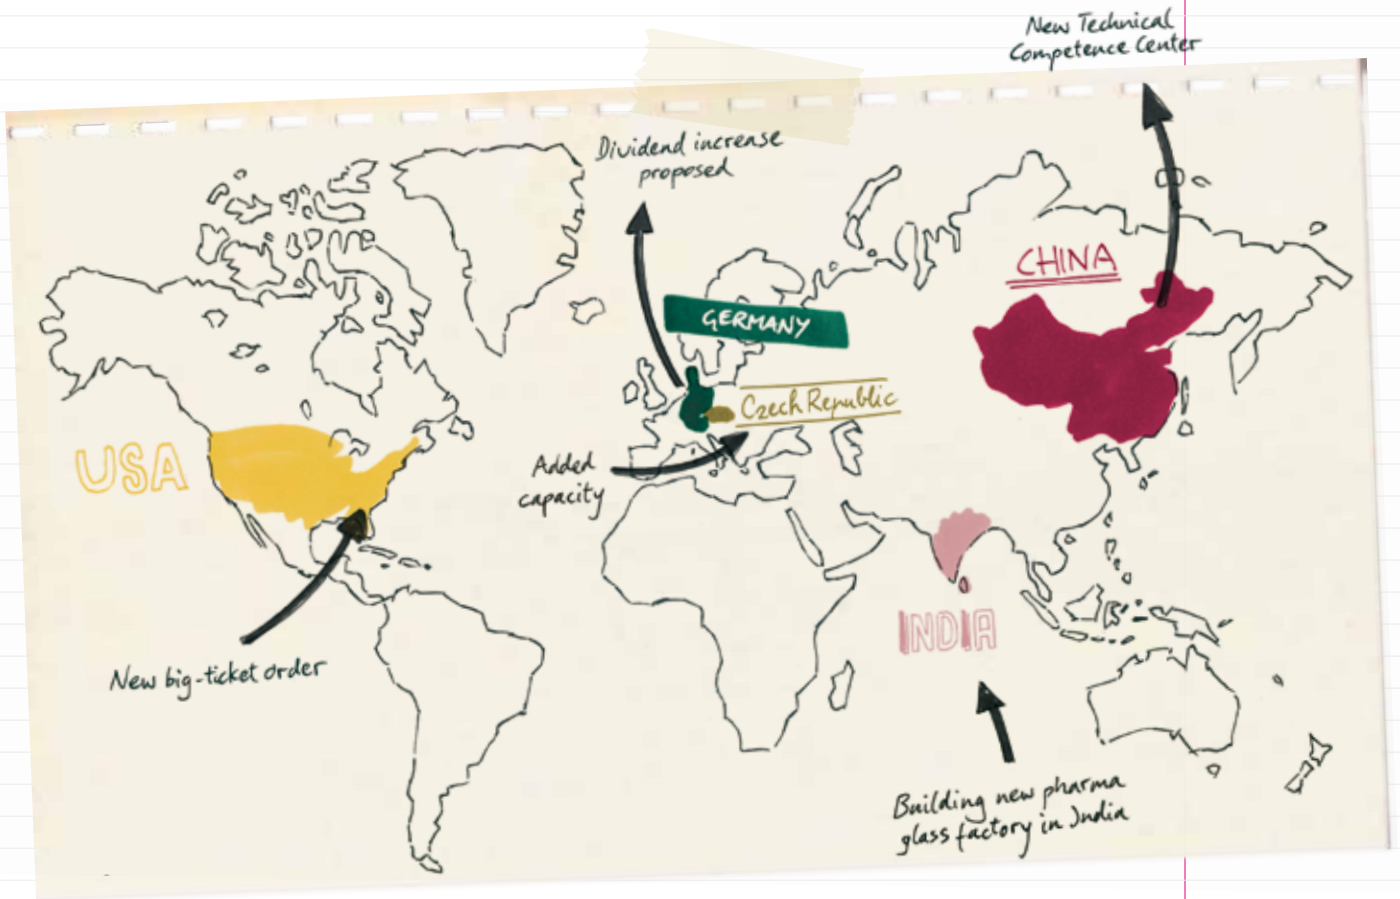 New Technical
Competence Center
Dividend increase
proposed
CHINA
GERMANY
Czech Republic
USA
Added
capacity
INDIA
New big-ticket order
Building new pharma
glass factory in India